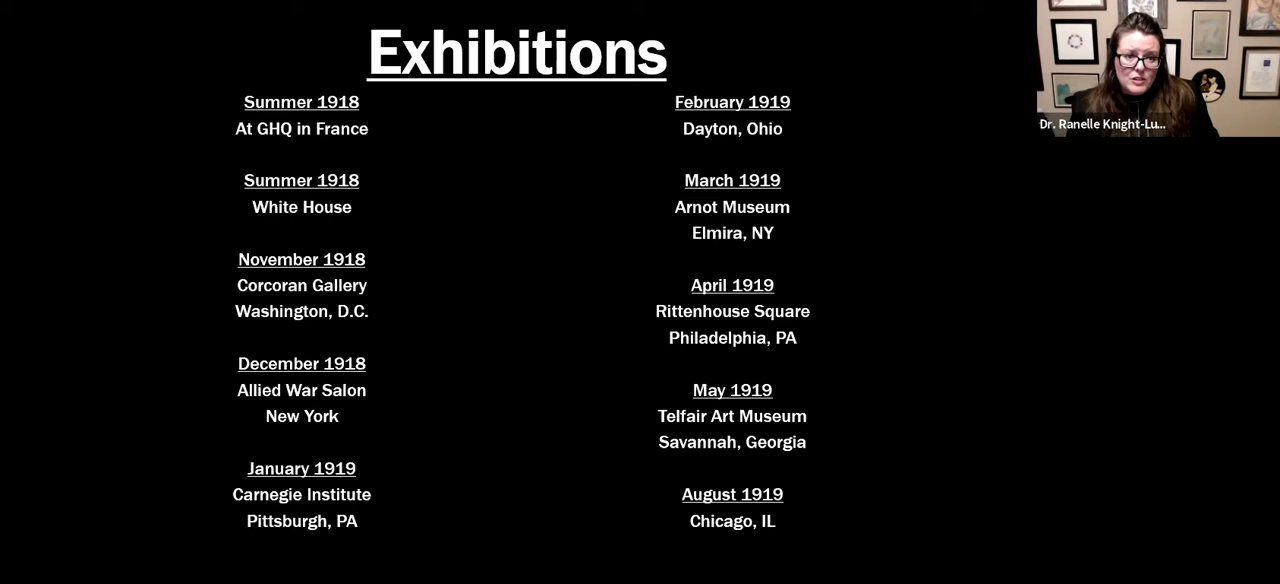 Exhibitions
Summer 1918
At GHQ in France
Summer 1918
White House
November 1918
Corcoran Gallery
Washington, D.C.
December 1918
Allied War Salon
New York
January 1919
Carnegie Institute
Pittsburgh, PA
February 1919
Dayton, Ohio
March 1919
Arnot Museum
Elmira, NY
April 1919
Rittenhouse Square
Philadelphia, PA
May 1919
Telfair Art Museum
Savannah, Georgia
August 1919
Chicago, IL
Dr. Ranelle Knight-Lu...